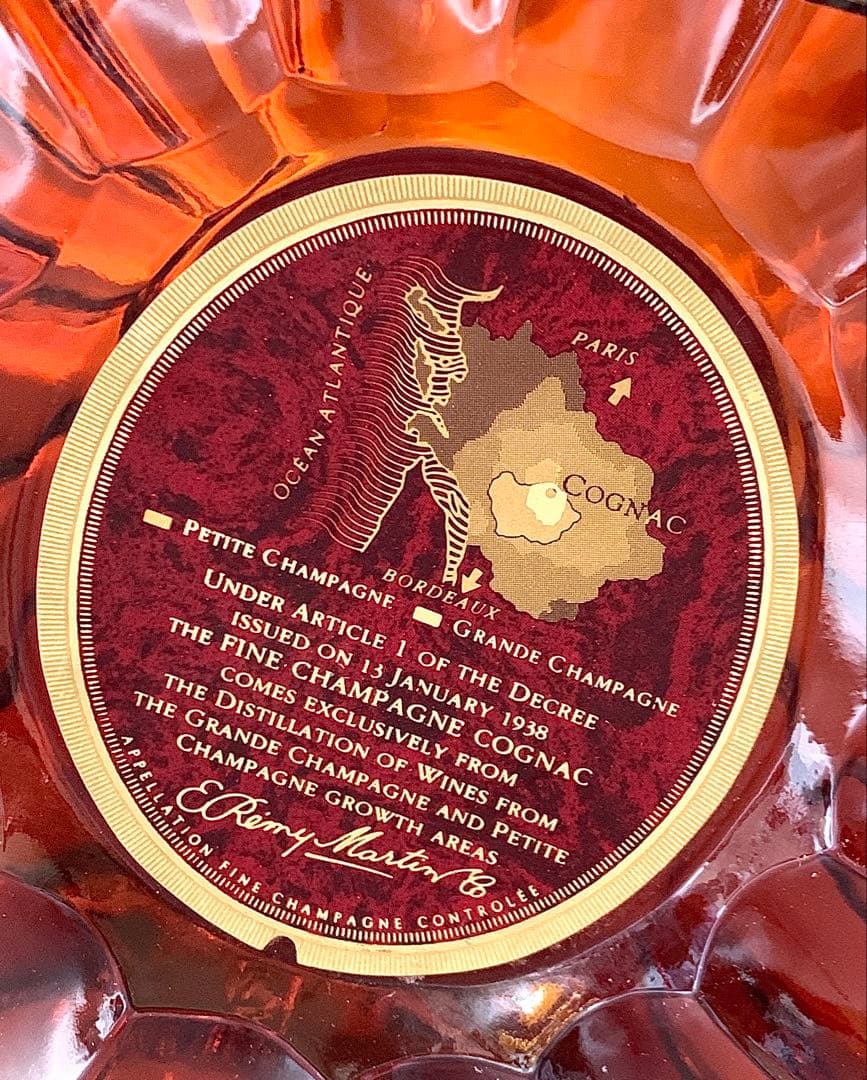 OCÉAN ATLANTIQUE
PARIS
COGNAC
PETITE CHAMPAGNE
BORDEAUX
GRANDE CHAMPAGNE
UNDER ARTICLE 1 OF THE DECREE
ISSUED ON 13 JANUARY 1938
THE FINE CHAMPAGNE COGNAC
COMES EXCLUSIVELY FROM
THE DISTILLATION OF WINES FROM
THE GRANDE CHAMPAGNE AND PETITE
CHAMPAGNE GROWTH AREAS
E. Rémy Martin & C
APPELLATION FINE CHAMPAGNE CONTROLÉE